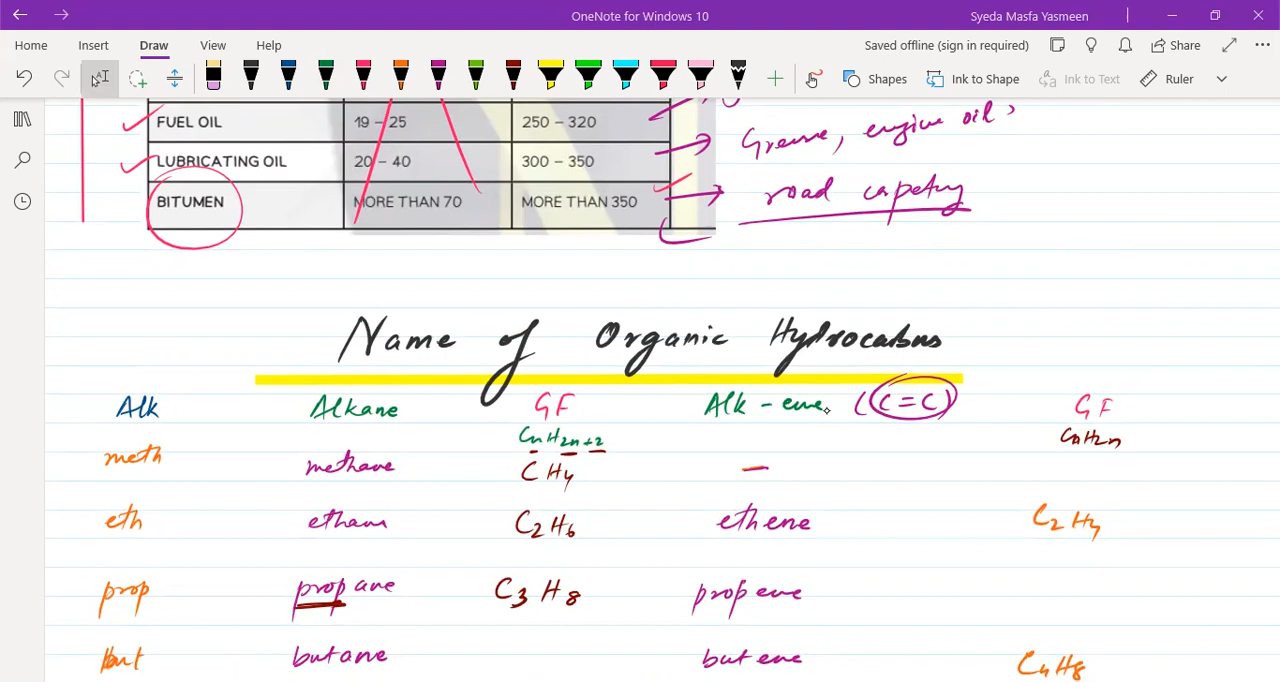 OneNote for Windows 10
Syeda Masfa Yasmeen
Home Insert Draw View Help
Saved offline (sign in required) Share
Shapes Ink to Shape Ink to Text Ruler
FUEL OIL 19 – 25 250 – 320
Grease, engine oil,
LUBRICATING OIL 20 – 40 300 – 350
BITUMEN MORE THAN 70 MORE THAN 350 road capetry
Name of Organic Hydrocarbns
Alk Alkane GF Alk - ene (C=C) GF
CnH2n+2 CnH2n
meth methane CH4 –
eth ethane C2H6 ethene C2H4
prop propane C3H8 propene
but butane butene C4H8